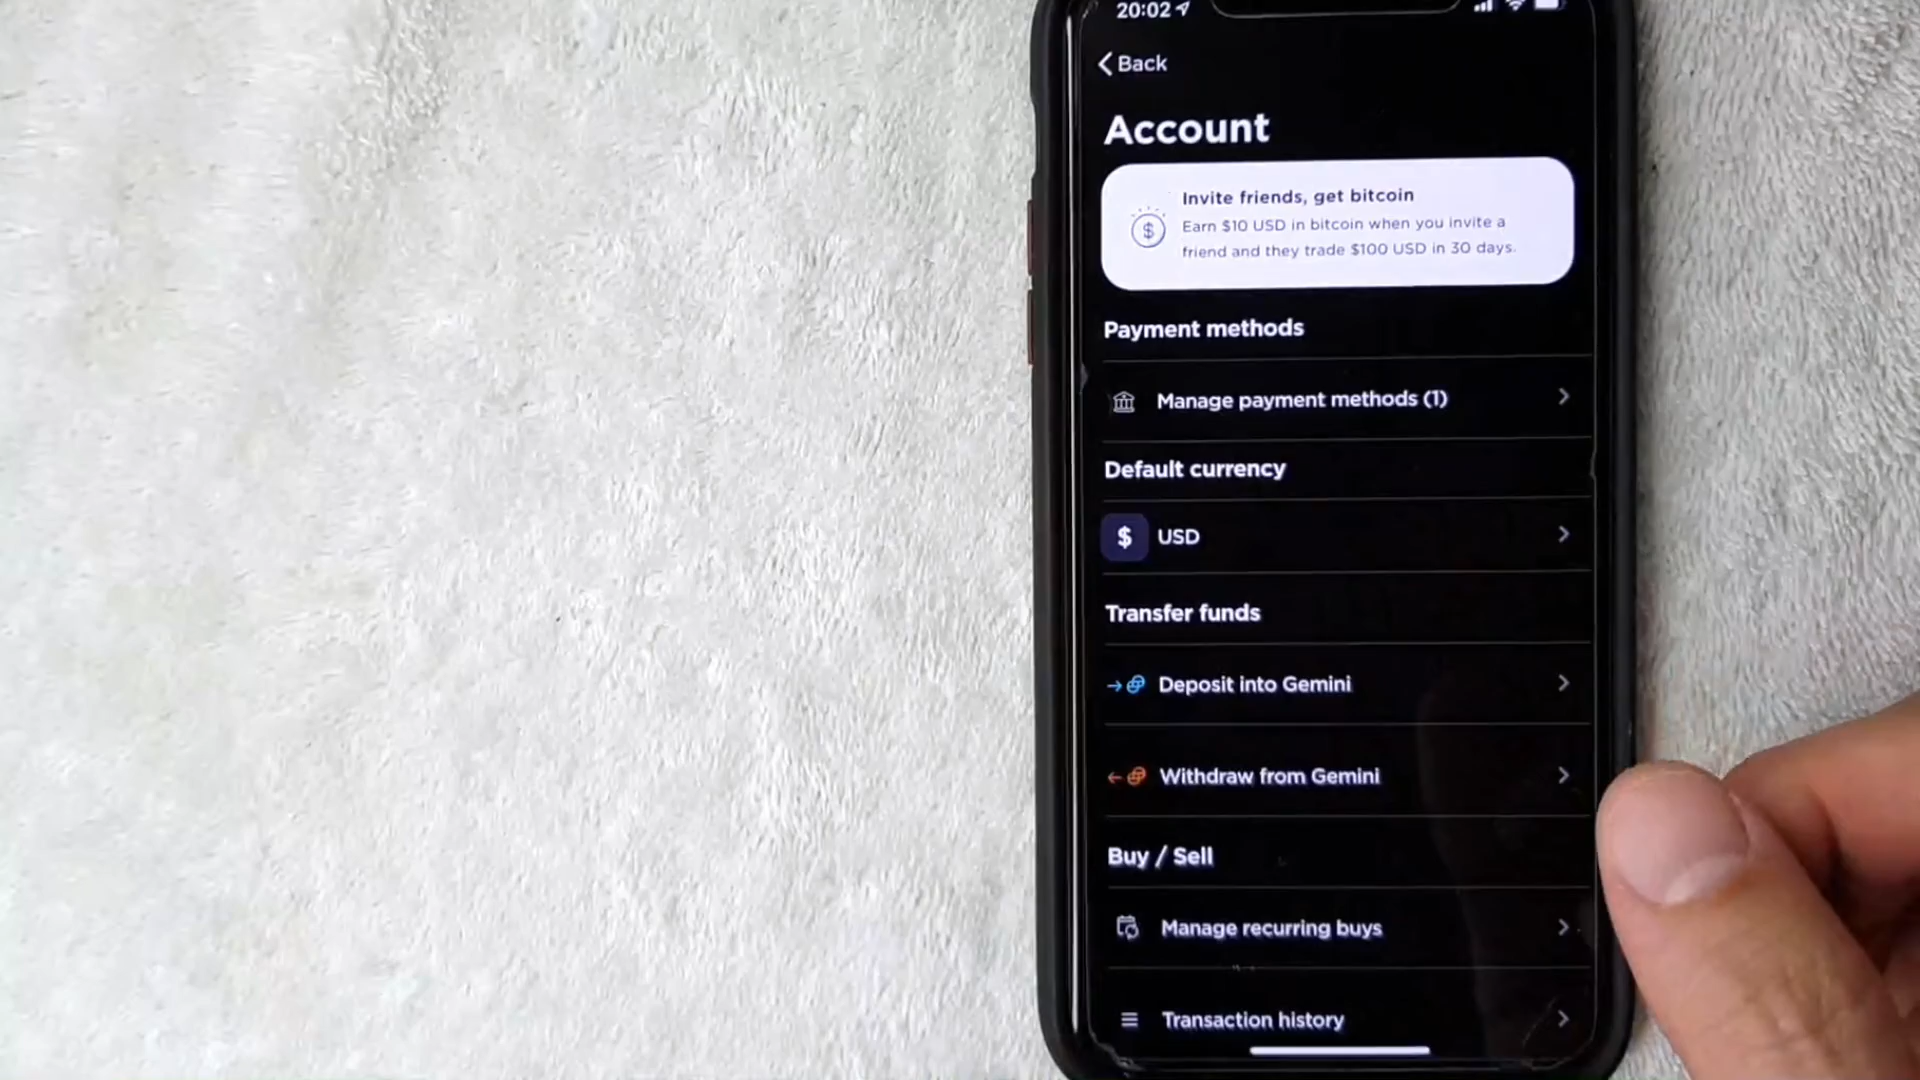 20:02
Back
Account
Invite friends, get bitcoin
Earn $10 USD in bitcoin when you invite a
friend and they trade $100 USD in 30 days.
Payment methods
Manage payment methods (1)
Default currency
$ USD
Transfer funds
Deposit into Gemini
Withdraw from Gemini
Buy / Sell
Manage recurring buys
Transaction history